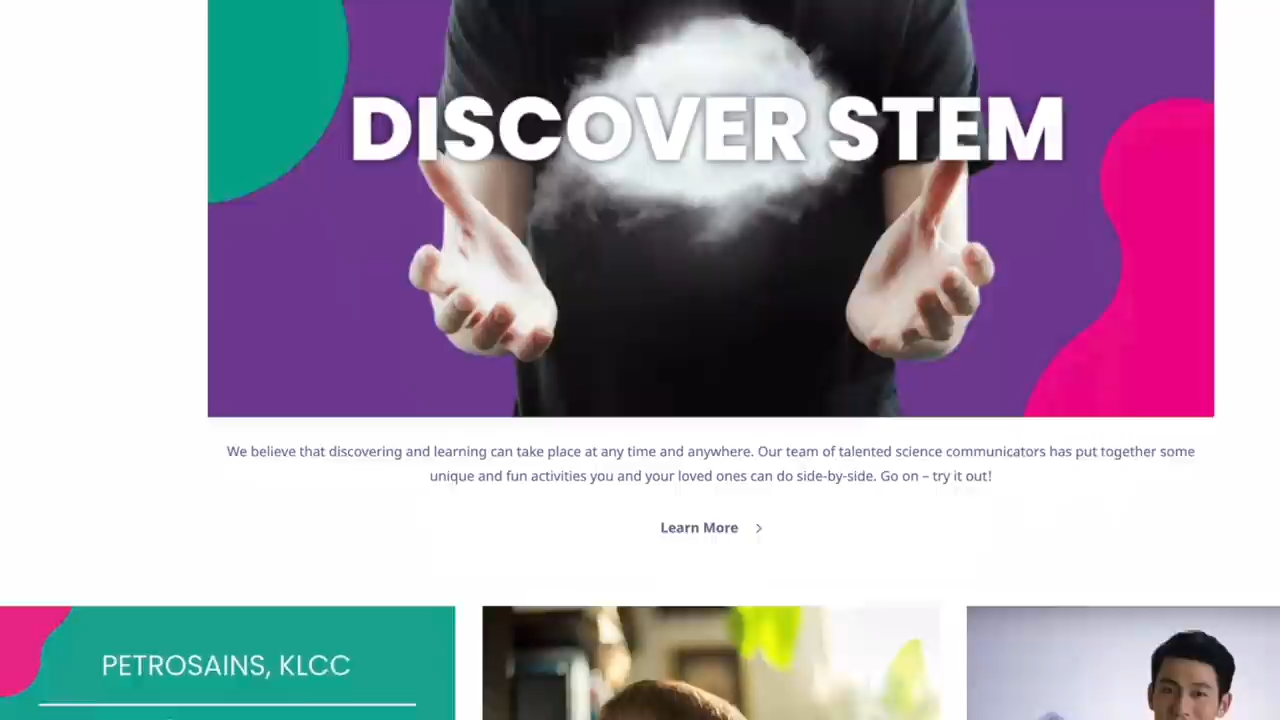 DISCOVER STEM
We believe that discovering and learning can take place at any time and anywhere. Our team of talented science communicators has put together some
unique and fun activities you and your loved ones can do side-by-side. Go on – try it out!
Learn More
PETROSAINS, KLCC